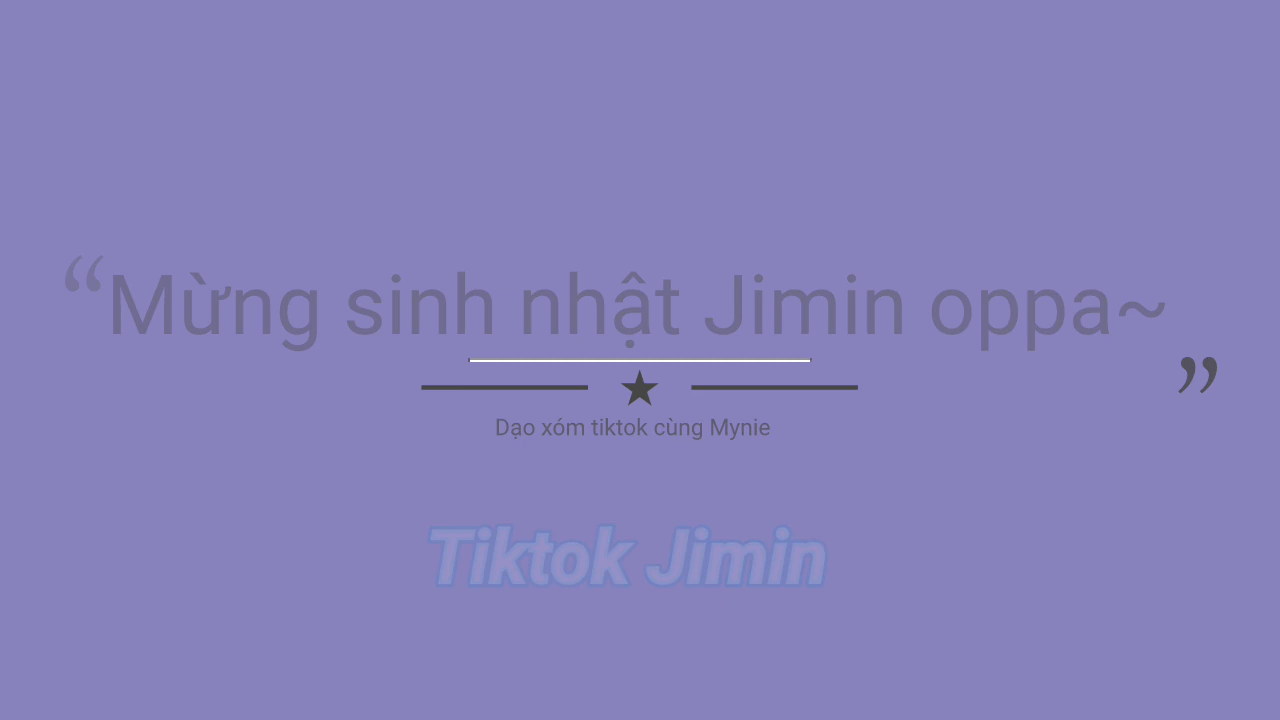 “Mừng sinh nhật Jimin oppa~
”
Dạo xóm tiktok cùng Mynie
Tiktok Jimin